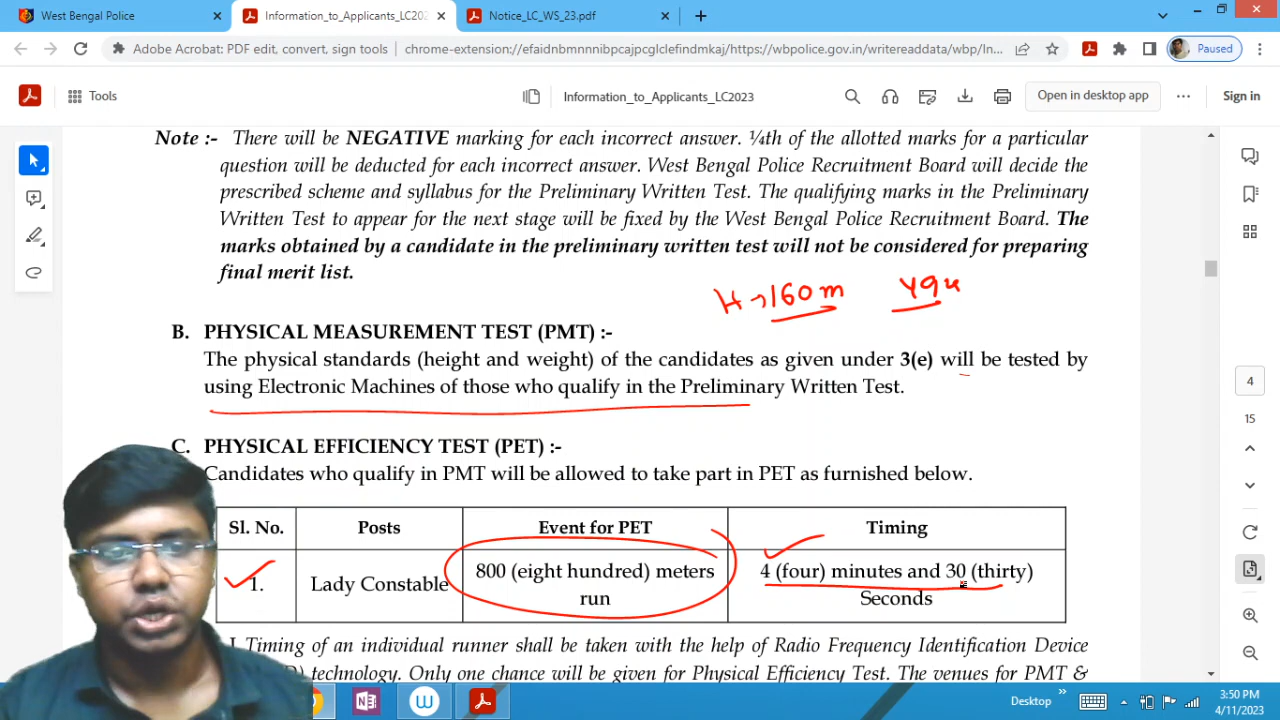 West Bengal Police
Information_to_Applicants_LC202
Notice_LC_WS_23.pdf
Adobe Acrobat: PDF edit, convert, sign tools
chrome-extension://efaidnbmnnnibpcajpcglclefindmkaj/https://wbpolice.gov.in/writereaddata/wbp/In...
Paused
Tools
Information_to_Applicants_LC2023
Open in desktop app
Sign in
Note :- There will be NEGATIVE marking for each incorrect answer. ¼th of the allotted marks for a particular
question will be deducted for each incorrect answer. West Bengal Police Recruitment Board will decide the
prescribed scheme and syllabus for the Preliminary Written Test. The qualifying marks in the Preliminary
Written Test to appear for the next stage will be fixed by the West Bengal Police Recruitment Board. The
marks obtained by a candidate in the preliminary written test will not be considered for preparing
final merit list.
H→160m
B. PHYSICAL MEASUREMENT TEST (PMT) :-
The physical standards (height and weight) of the candidates as given under 3(e) will be tested by
using Electronic Machines of those who qualify in the Preliminary Written Test.
4
15
C. PHYSICAL EFFICIENCY TEST (PET) :-
Candidates who qualify in PMT will be allowed to take part in PET as furnished below.
Sl. No. Posts Event for PET Timing
1. Lady Constable 800 (eight hundred) meters run 4 (four) minutes and 30 (thirty) Seconds
Timing of an individual runner shall be taken with the help of Radio Frequency Identification Device
technology. Only one chance will be given for Physical Efficiency Test. The venues for PMT &
Desktop
3:50 PM
4/11/2023